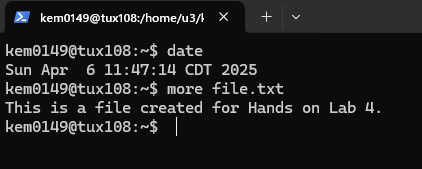 kem0149@tux108:/home/u3/k
kem0149@tux108:~$ date
Sun Apr  6 11:47:14 CDT 2025
kem0149@tux108:~$ more file.txt
This is a file created for Hands on Lab 4.
kem0149@tux108:~$